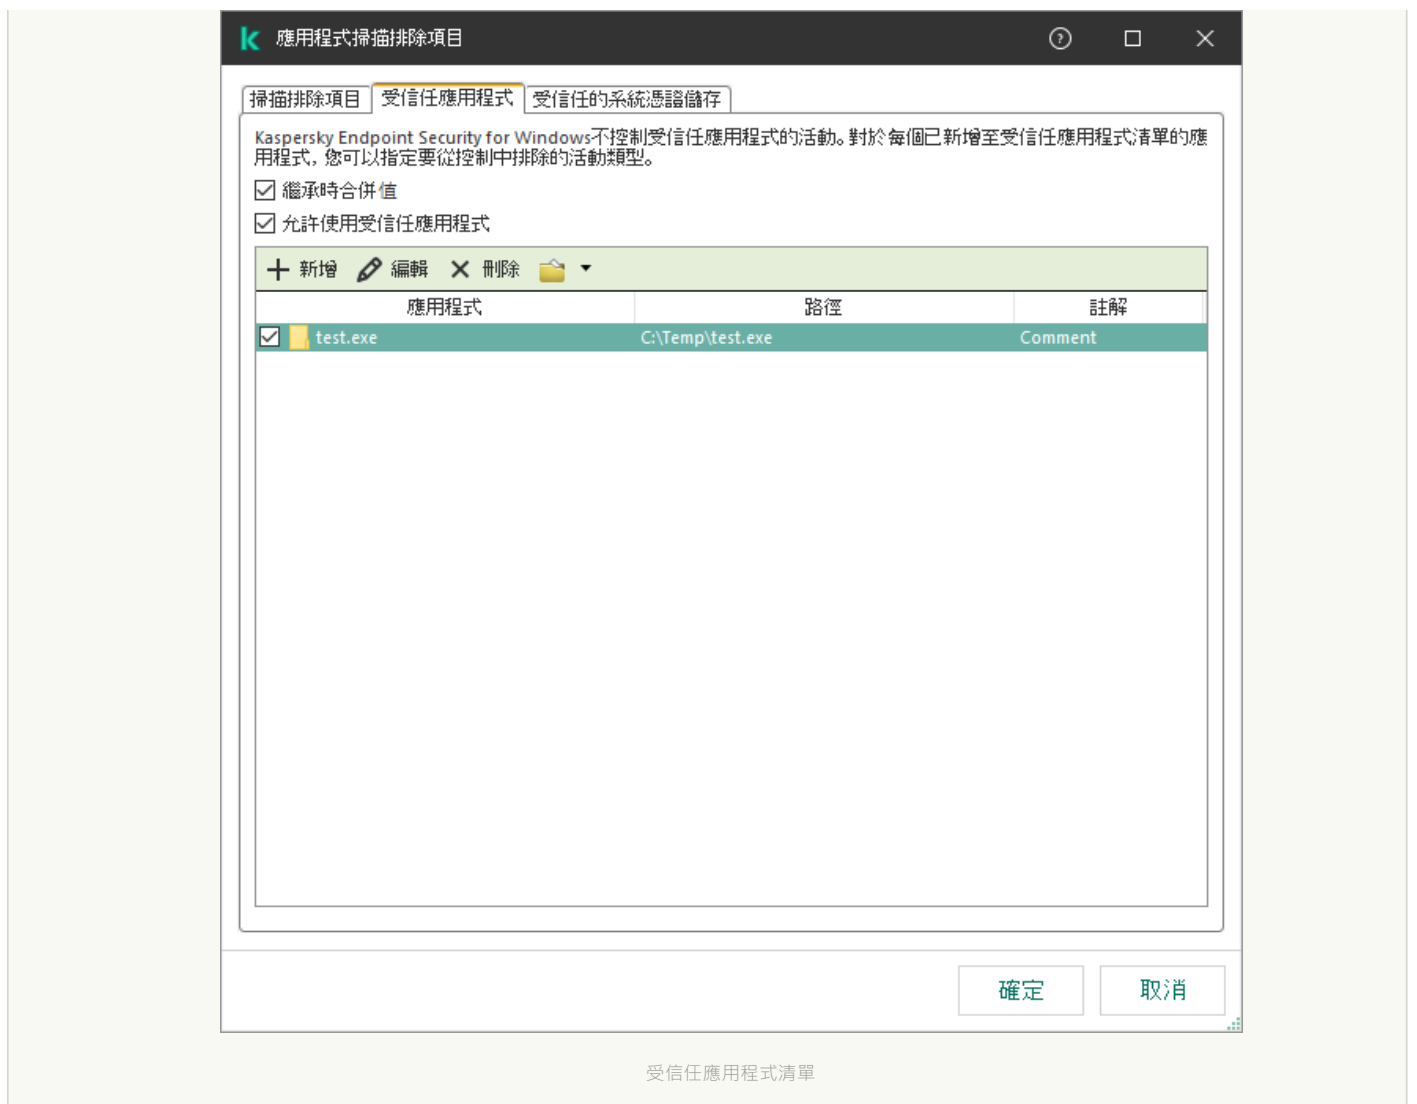 應用程式掃描排除項目
掃描排除項目 受信任應用程式 受信任的系統憑證儲存
Kaspersky Endpoint Security for Windows不控制受信任應用程式的活動。對於每個已新增至受信任應用程式清單的應
用程式，您可以指定要從控制中排除的活動類型。
繼承時合併值
允許使用受信任應用程式
新增 編輯 刪除
應用程式 路徑 註解
test.exe C:\Temp\test.exe Comment
確定 取消
受信任應用程式清單